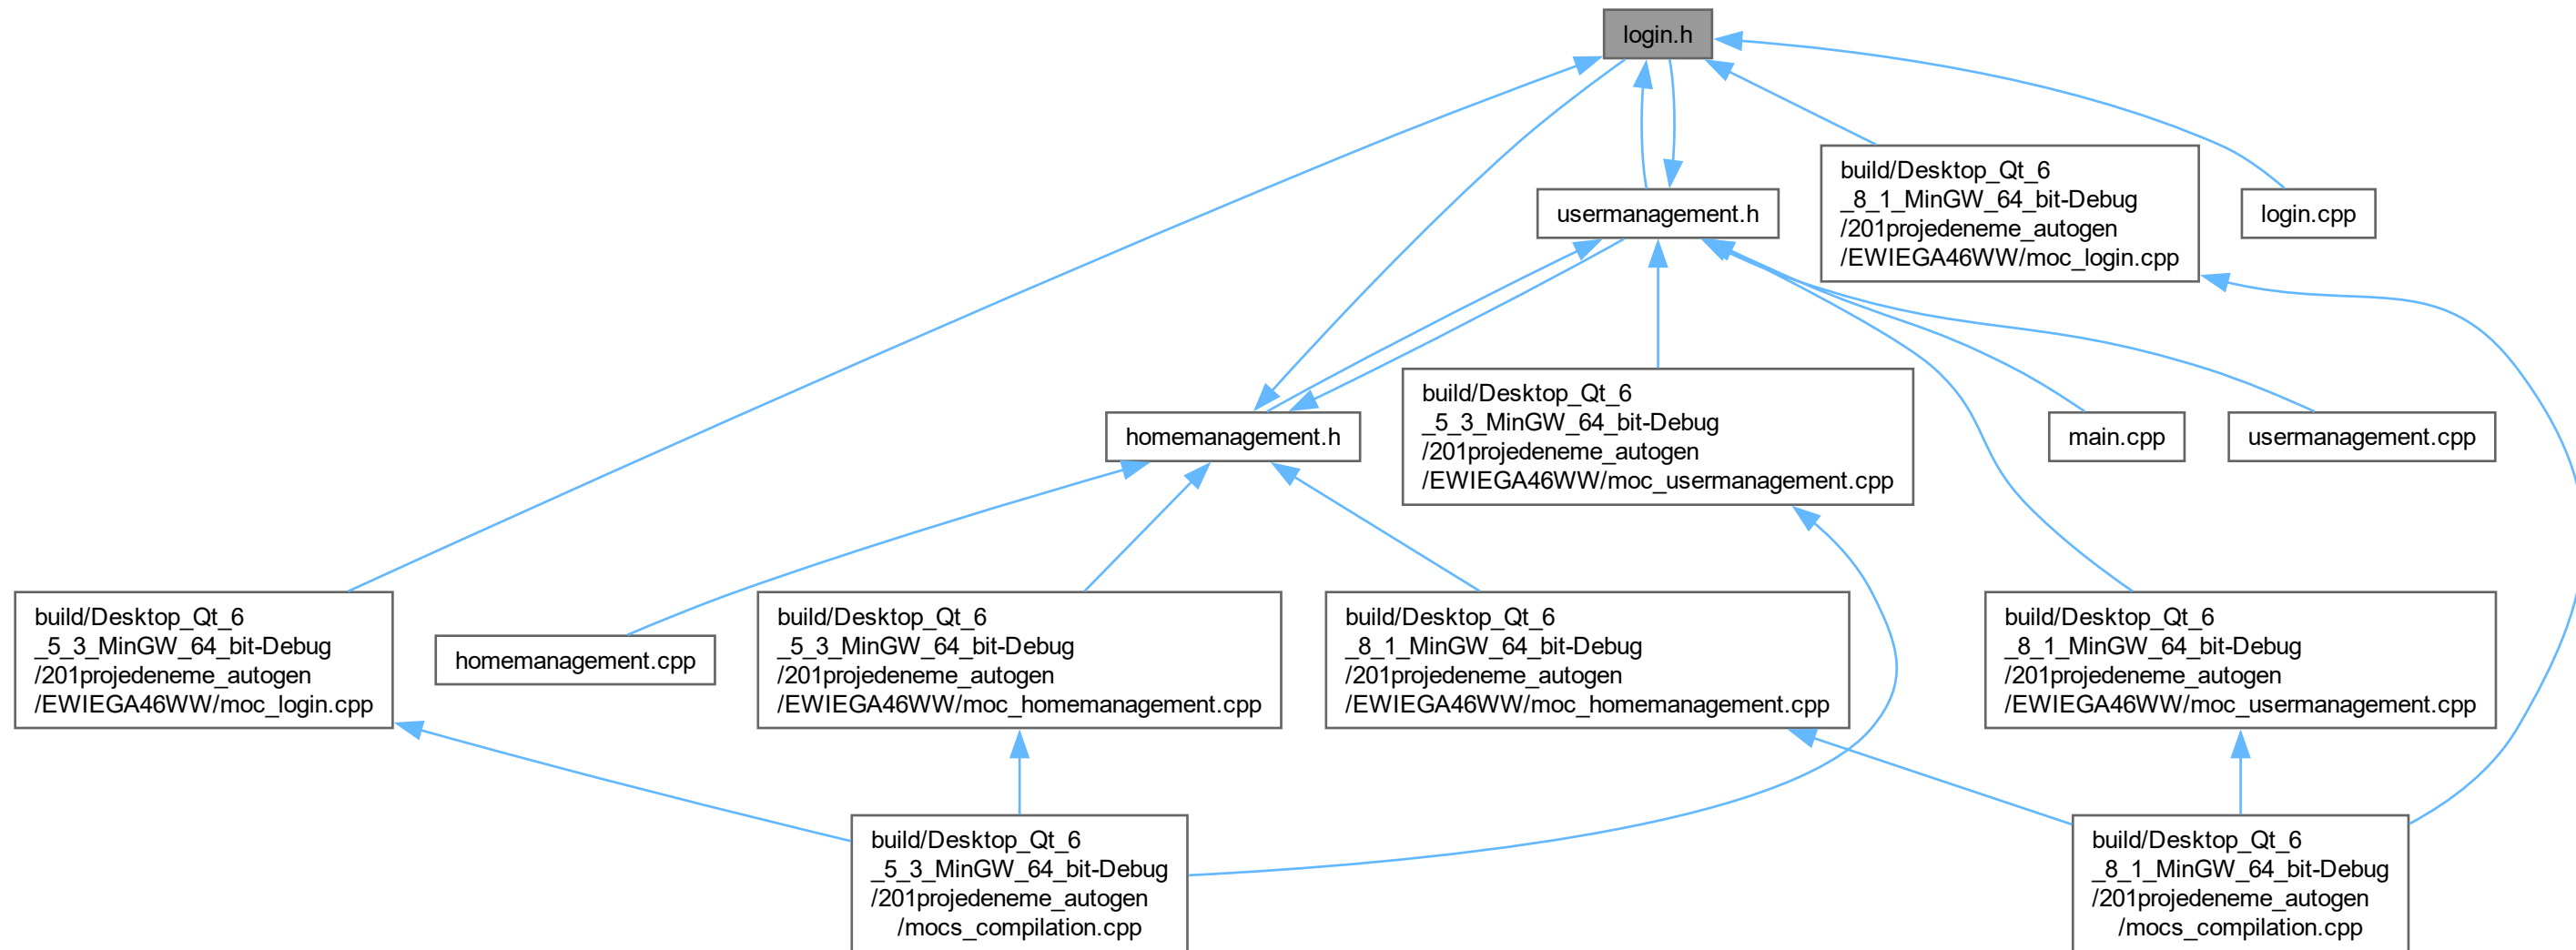 login.h
build/Desktop_Qt_6
_8_1_MinGW_64_bit-Debug
/201projedeneme_autogen
/EWIEGA46WW/moc_login.cpp
usermanagement.h
login.cpp
build/Desktop_Qt_6
_5_3_MinGW_64_bit-Debug
/201projedeneme_autogen
/EWIEGA46WW/moc_usermanagement.cpp
homemanagement.h
main.cpp
usermanagement.cpp
build/Desktop_Qt_6
_5_3_MinGW_64_bit-Debug
/201projedeneme_autogen
/EWIEGA46WW/moc_login.cpp
homemanagement.cpp
build/Desktop_Qt_6
_5_3_MinGW_64_bit-Debug
/201projedeneme_autogen
/EWIEGA46WW/moc_homemanagement.cpp
build/Desktop_Qt_6
_8_1_MinGW_64_bit-Debug
/201projedeneme_autogen
/EWIEGA46WW/moc_homemanagement.cpp
build/Desktop_Qt_6
_8_1_MinGW_64_bit-Debug
/201projedeneme_autogen
/EWIEGA46WW/moc_usermanagement.cpp
build/Desktop_Qt_6
_5_3_MinGW_64_bit-Debug
/201projedeneme_autogen
/mocs_compilation.cpp
build/Desktop_Qt_6
_8_1_MinGW_64_bit-Debug
/201projedeneme_autogen
/mocs_compilation.cpp